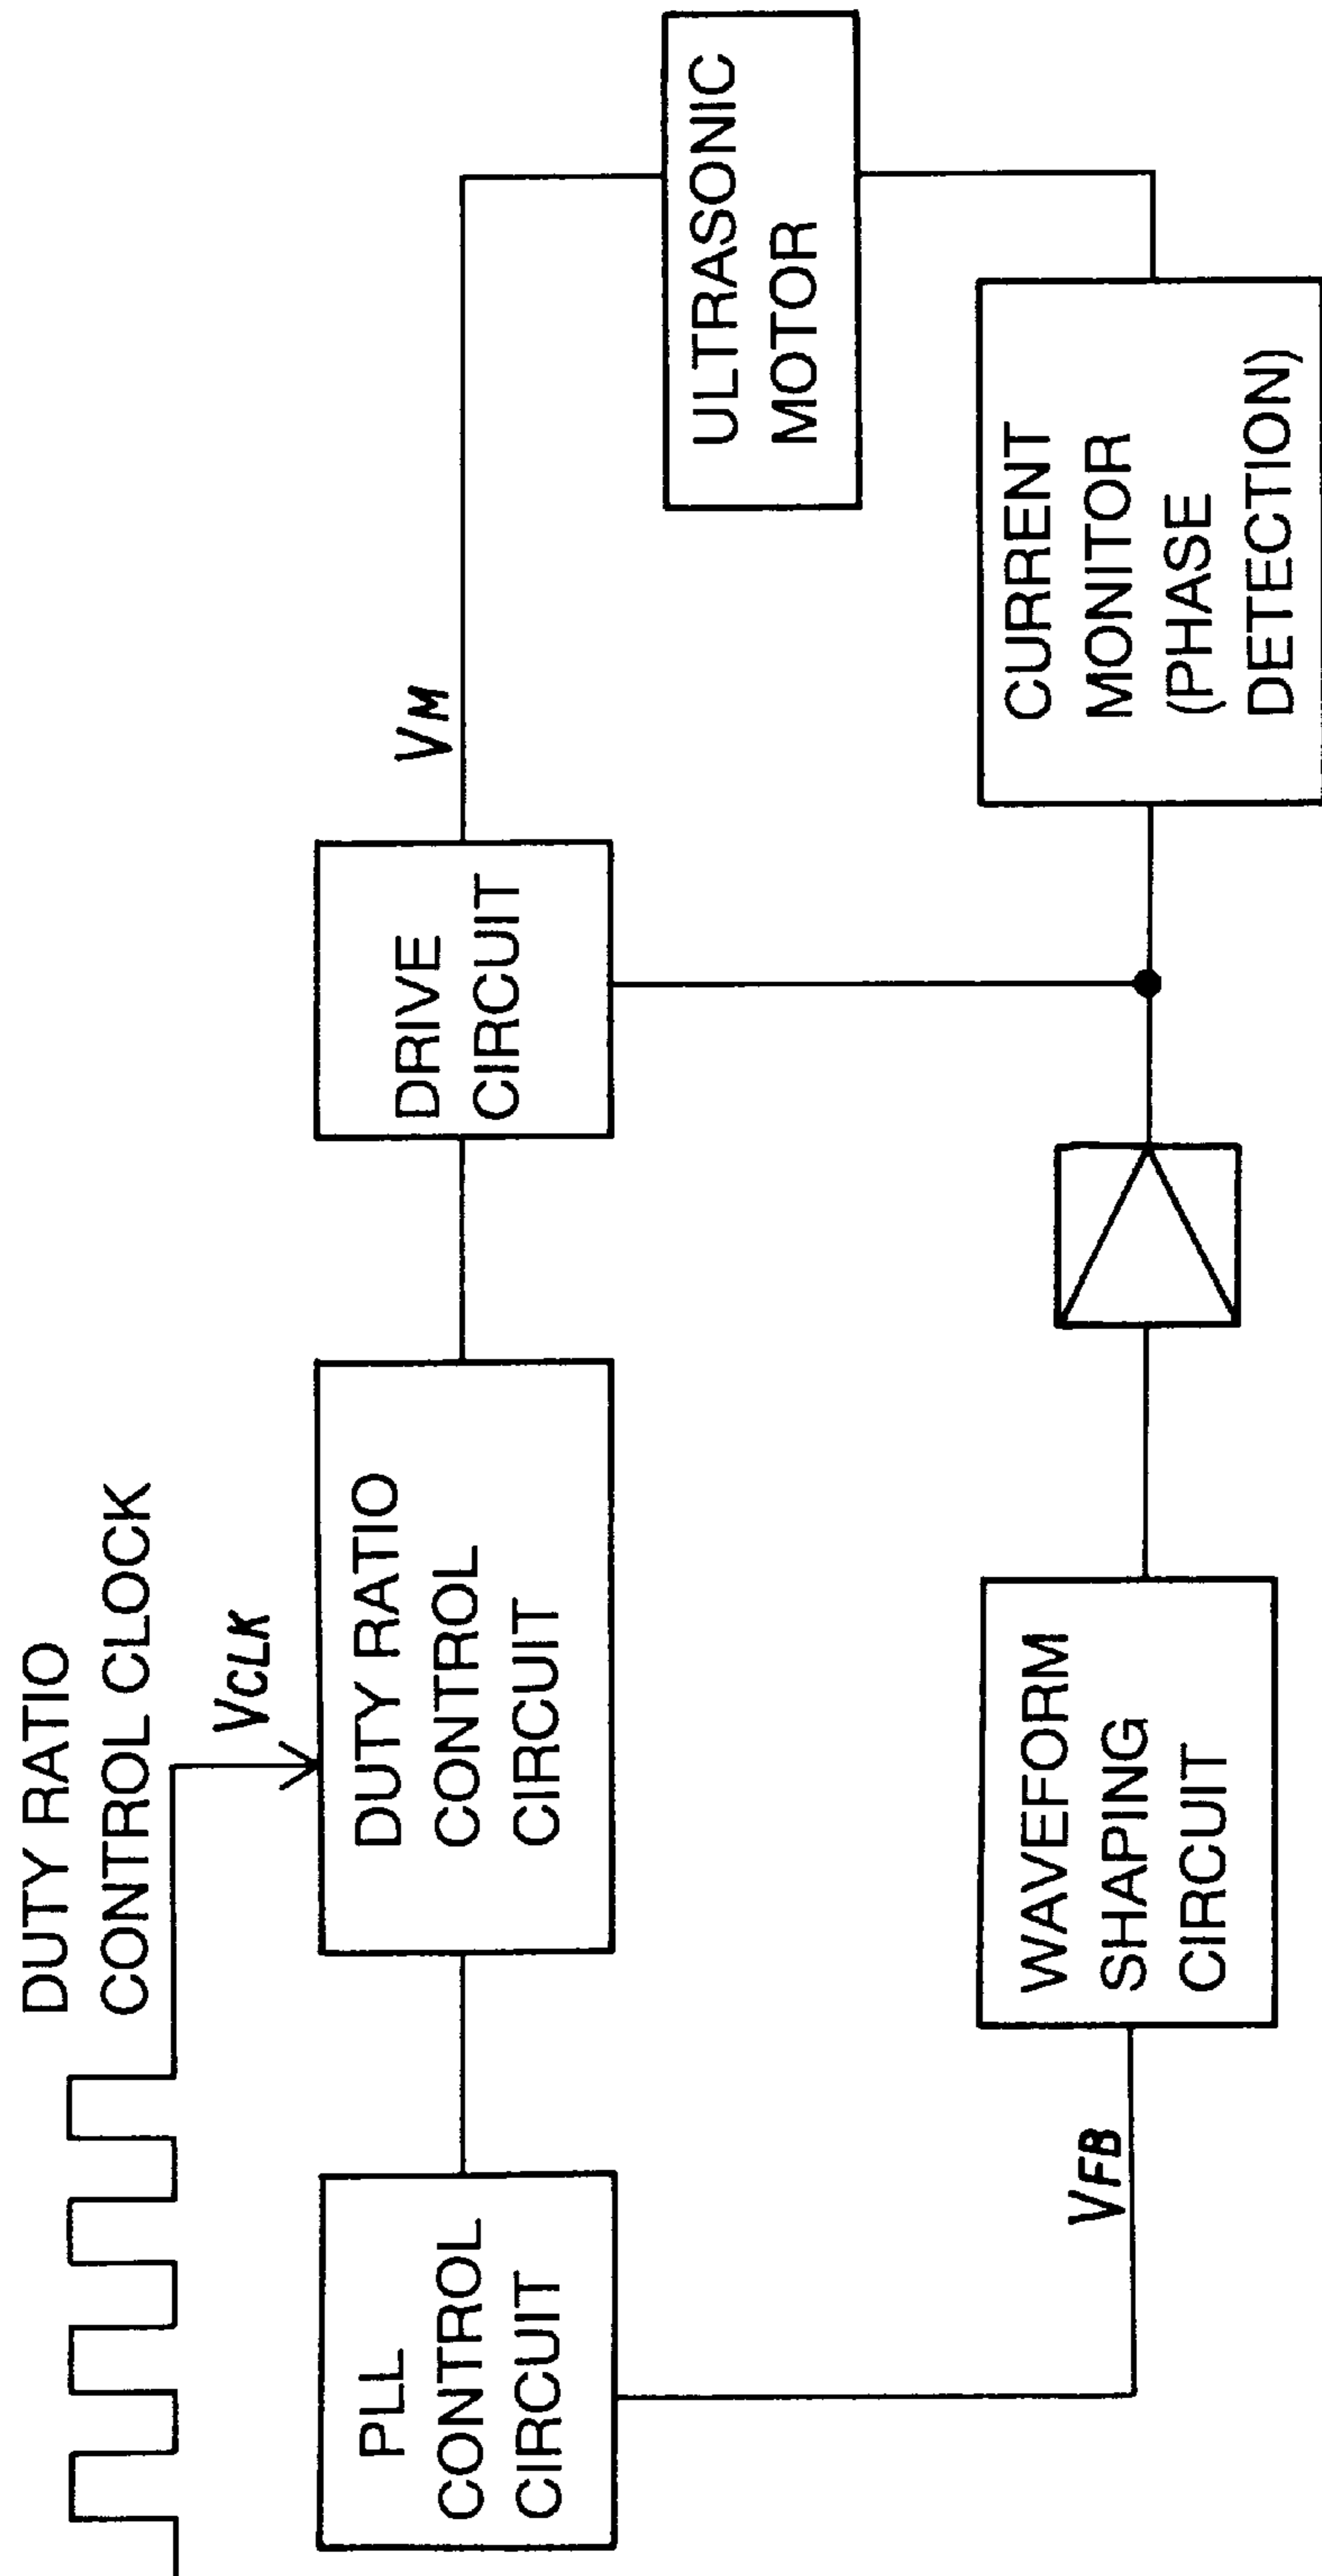 DUTY RATIO
CONTROL CLOCK
VCLK
PLL
CONTROL
CIRCUIT
DUTY RATIO
CONTROL
CIRCUIT
DRIVE
CIRCUIT
VM
ULTRASONIC
MOTOR
VFB
WAVEFORM
SHAPING
CIRCUIT
CURRENT
MONITOR
(PHASE
DETECTION)